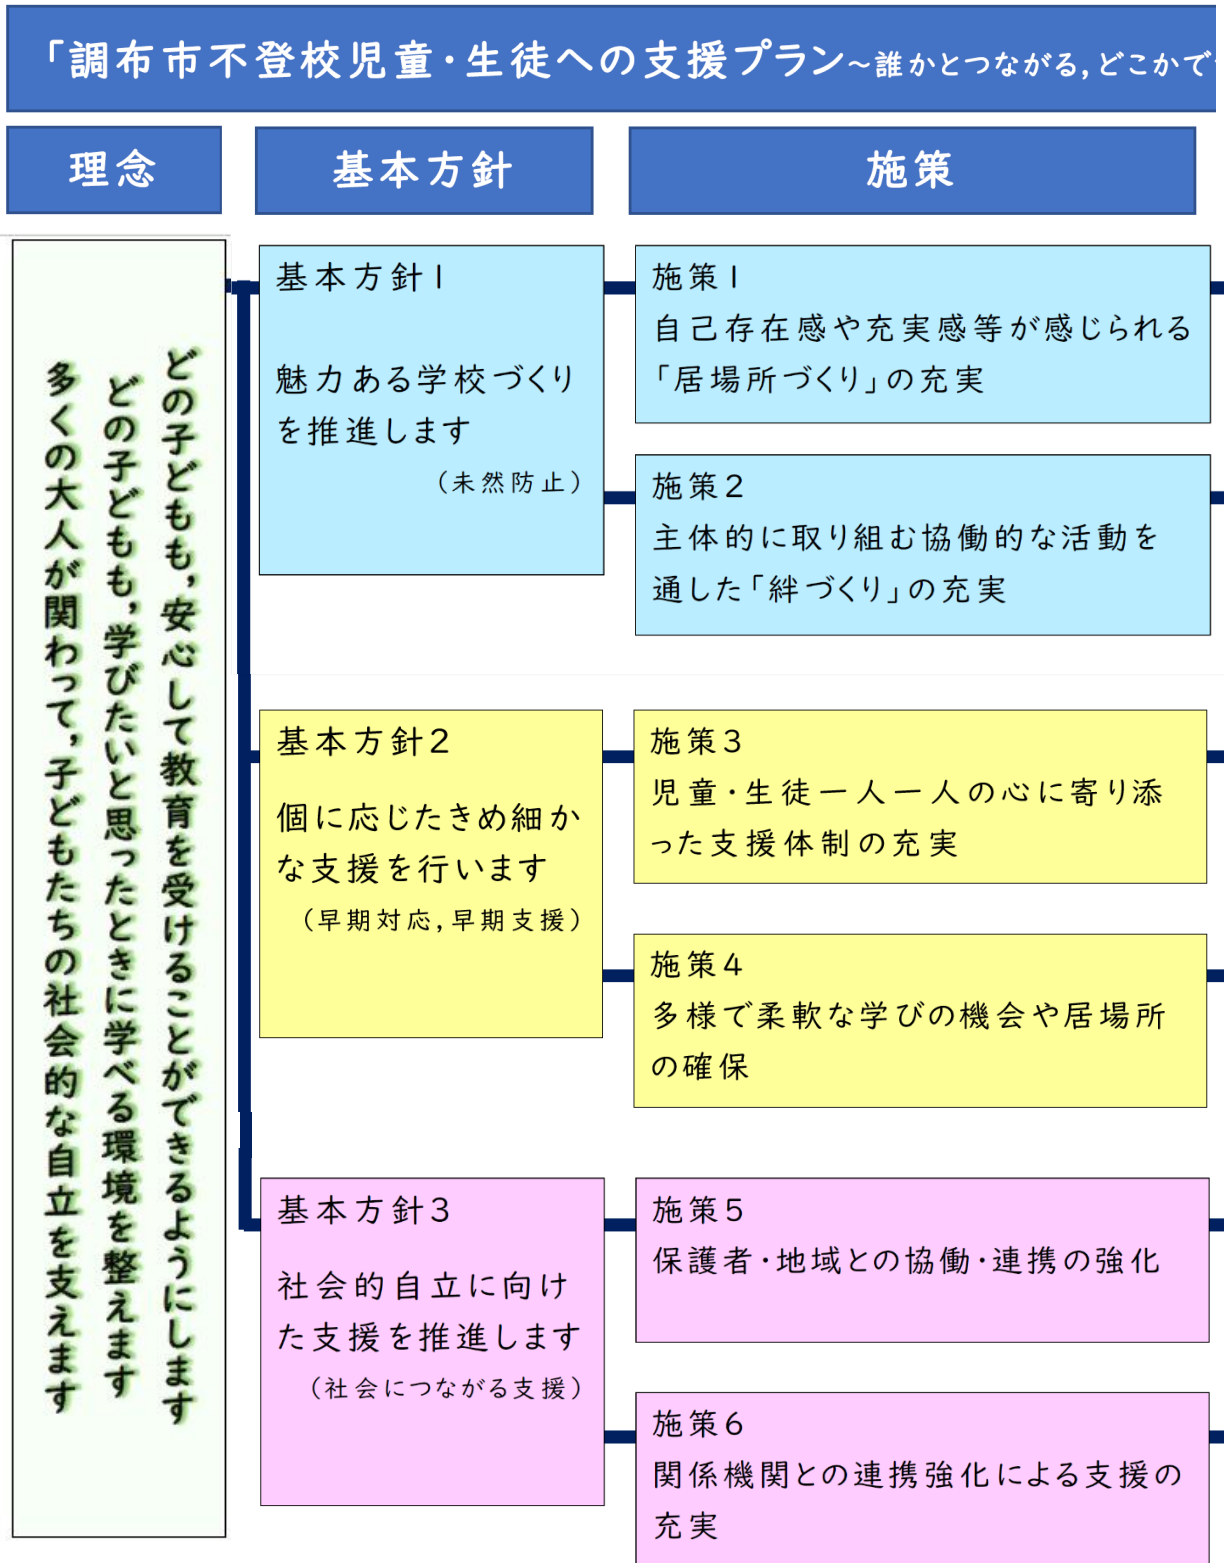 「調布市不登校児童・生徒への支援プラン~誰かとつながる,どこかで
理念
基本方針
施策
どの子どもも,安心して教育を受けることができるようにします
どの子どもも,学びたいと思ったときに学べる環境を整えます
多くの大人が関わって,子どもたちの社会的な自立を支えます
基本方針1
魅力ある学校づくり
を推進します
(未然防止)
施策1
自己存在感や充実感等が感じられる
「居場所づくり」の充実
施策2
主体的に取り組む協働的な活動を
通した「絆づくり」の充実
基本方針2
個に応じたきめ細か
な支援を行います
(早期対応,早期支援)
施策3
児童・生徒一人一人の心に寄り添
った支援体制の充実
施策4
多様で柔軟な学びの機会や居場所
の確保
基本方針3
社会的自立に向け
た支援を推進します
(社会につながる支援)
施策5
保護者・地域との協働・連携の強化
施策6
関係機関との連携強化による支援の
充実